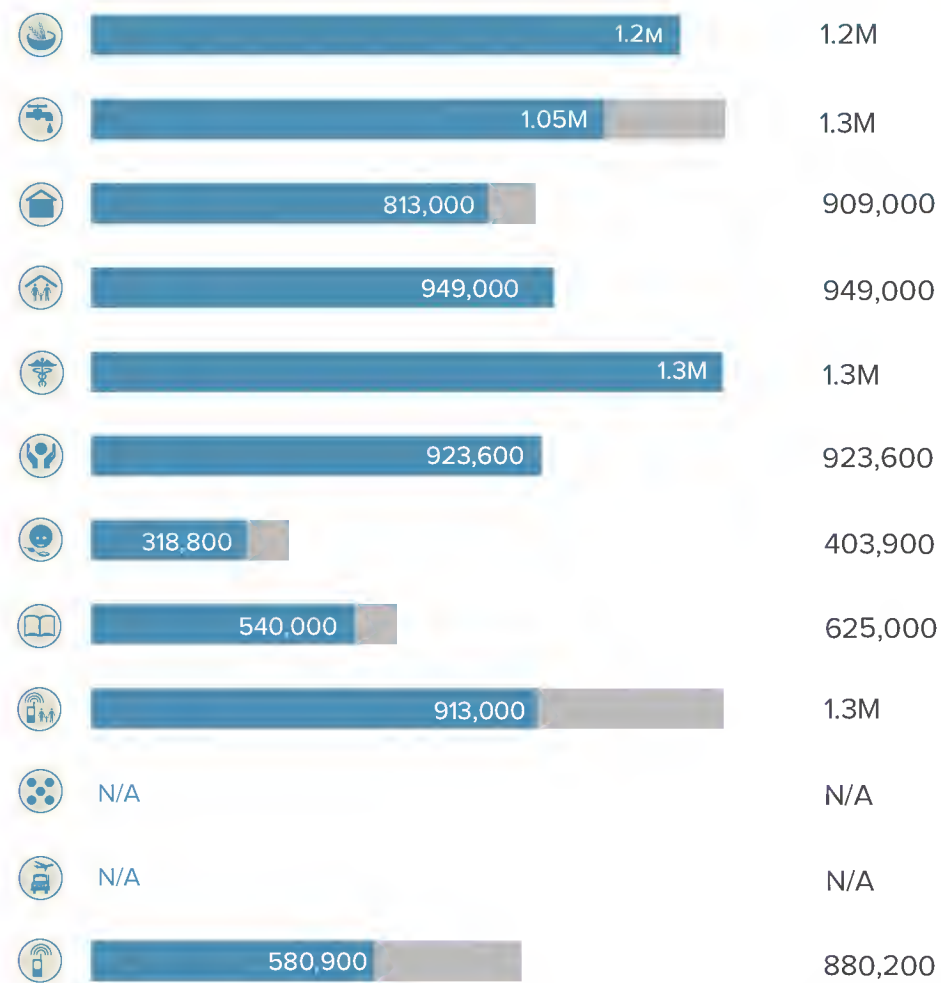 1.2M 1.2M
1.05M 1.3M
813,000 909,000
949,000 949,000
1.3M 1.3M
923,600 923,600
318,800 403,900
540,000 625,000
913,000 1.3M
N/A N/A
N/A N/A
580,900 880,200